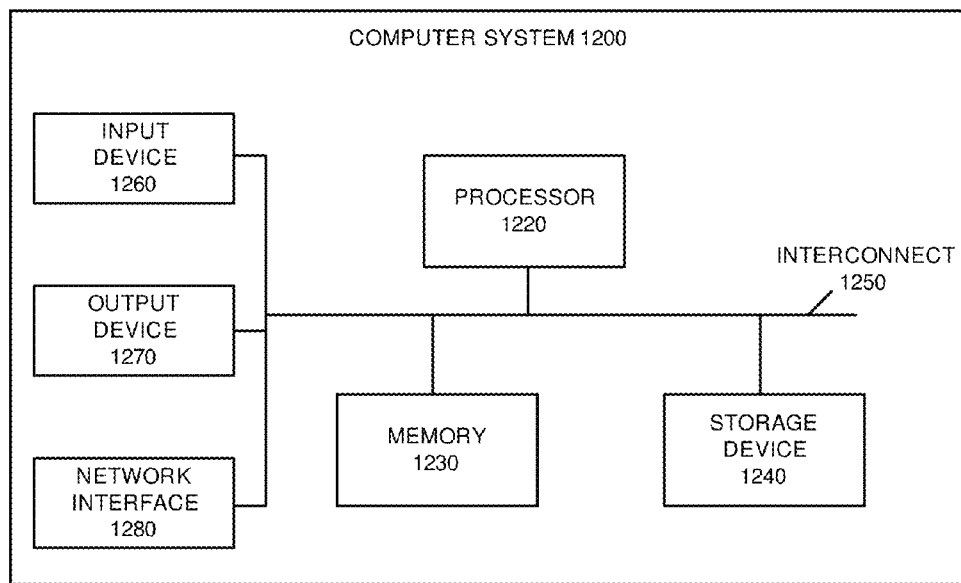 COMPUTER SYSTEM 1200
INPUT
DEVICE
1260
PROCESSOR
1220
INTERCONNECT
1250
OUTPUT
DEVICE
1270
MEMORY
1230
STORAGE
DEVICE
1240
NETWORK
INTERFACE
1280